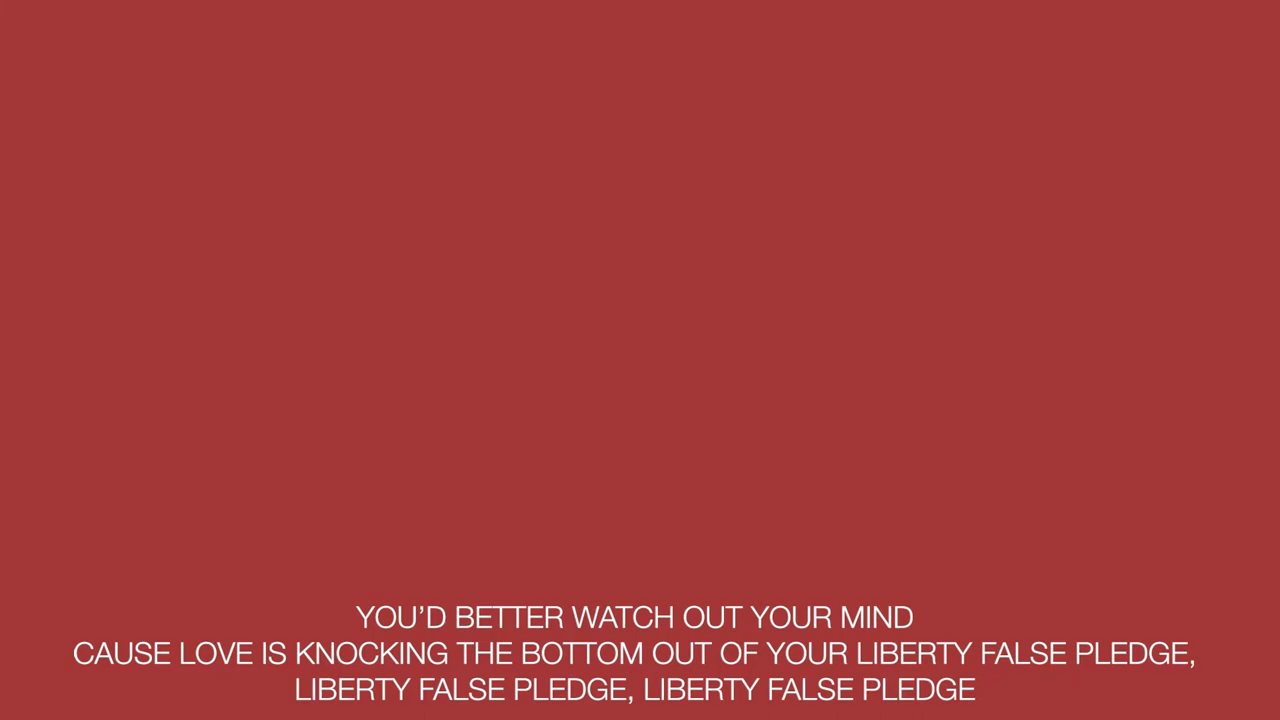 YOU’D BETTER WATCH OUT YOUR MIND
CAUSE LOVE IS KNOCKING THE BOTTOM OUT OF YOUR LIBERTY FALSE PLEDGE,
LIBERTY FALSE PLEDGE, LIBERTY FALSE PLEDGE